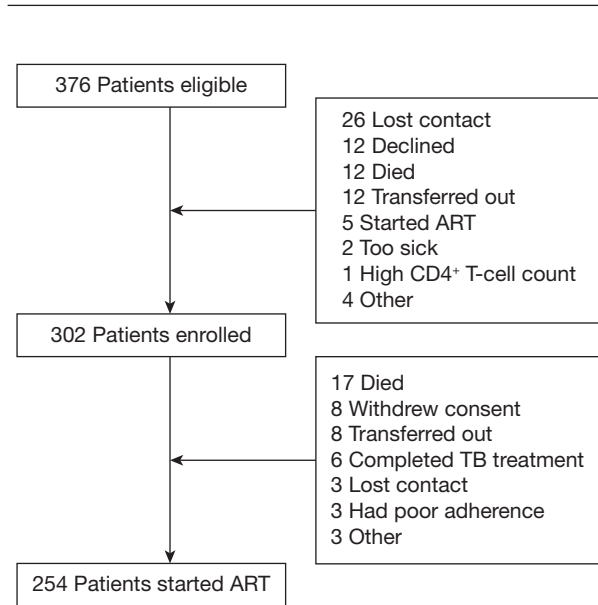 376 Patients eligible
26 Lost contact
12 Declined
12 Died
12 Transferred out
5 Started ART
2 Too sick
1 High CD4⁺ T-cell count
4 Other
302 Patients enrolled
17 Died
8 Withdrew consent
8 Transferred out
6 Completed TB treatment
3 Lost contact
3 Had poor adherence
3 Other
254 Patients started ART